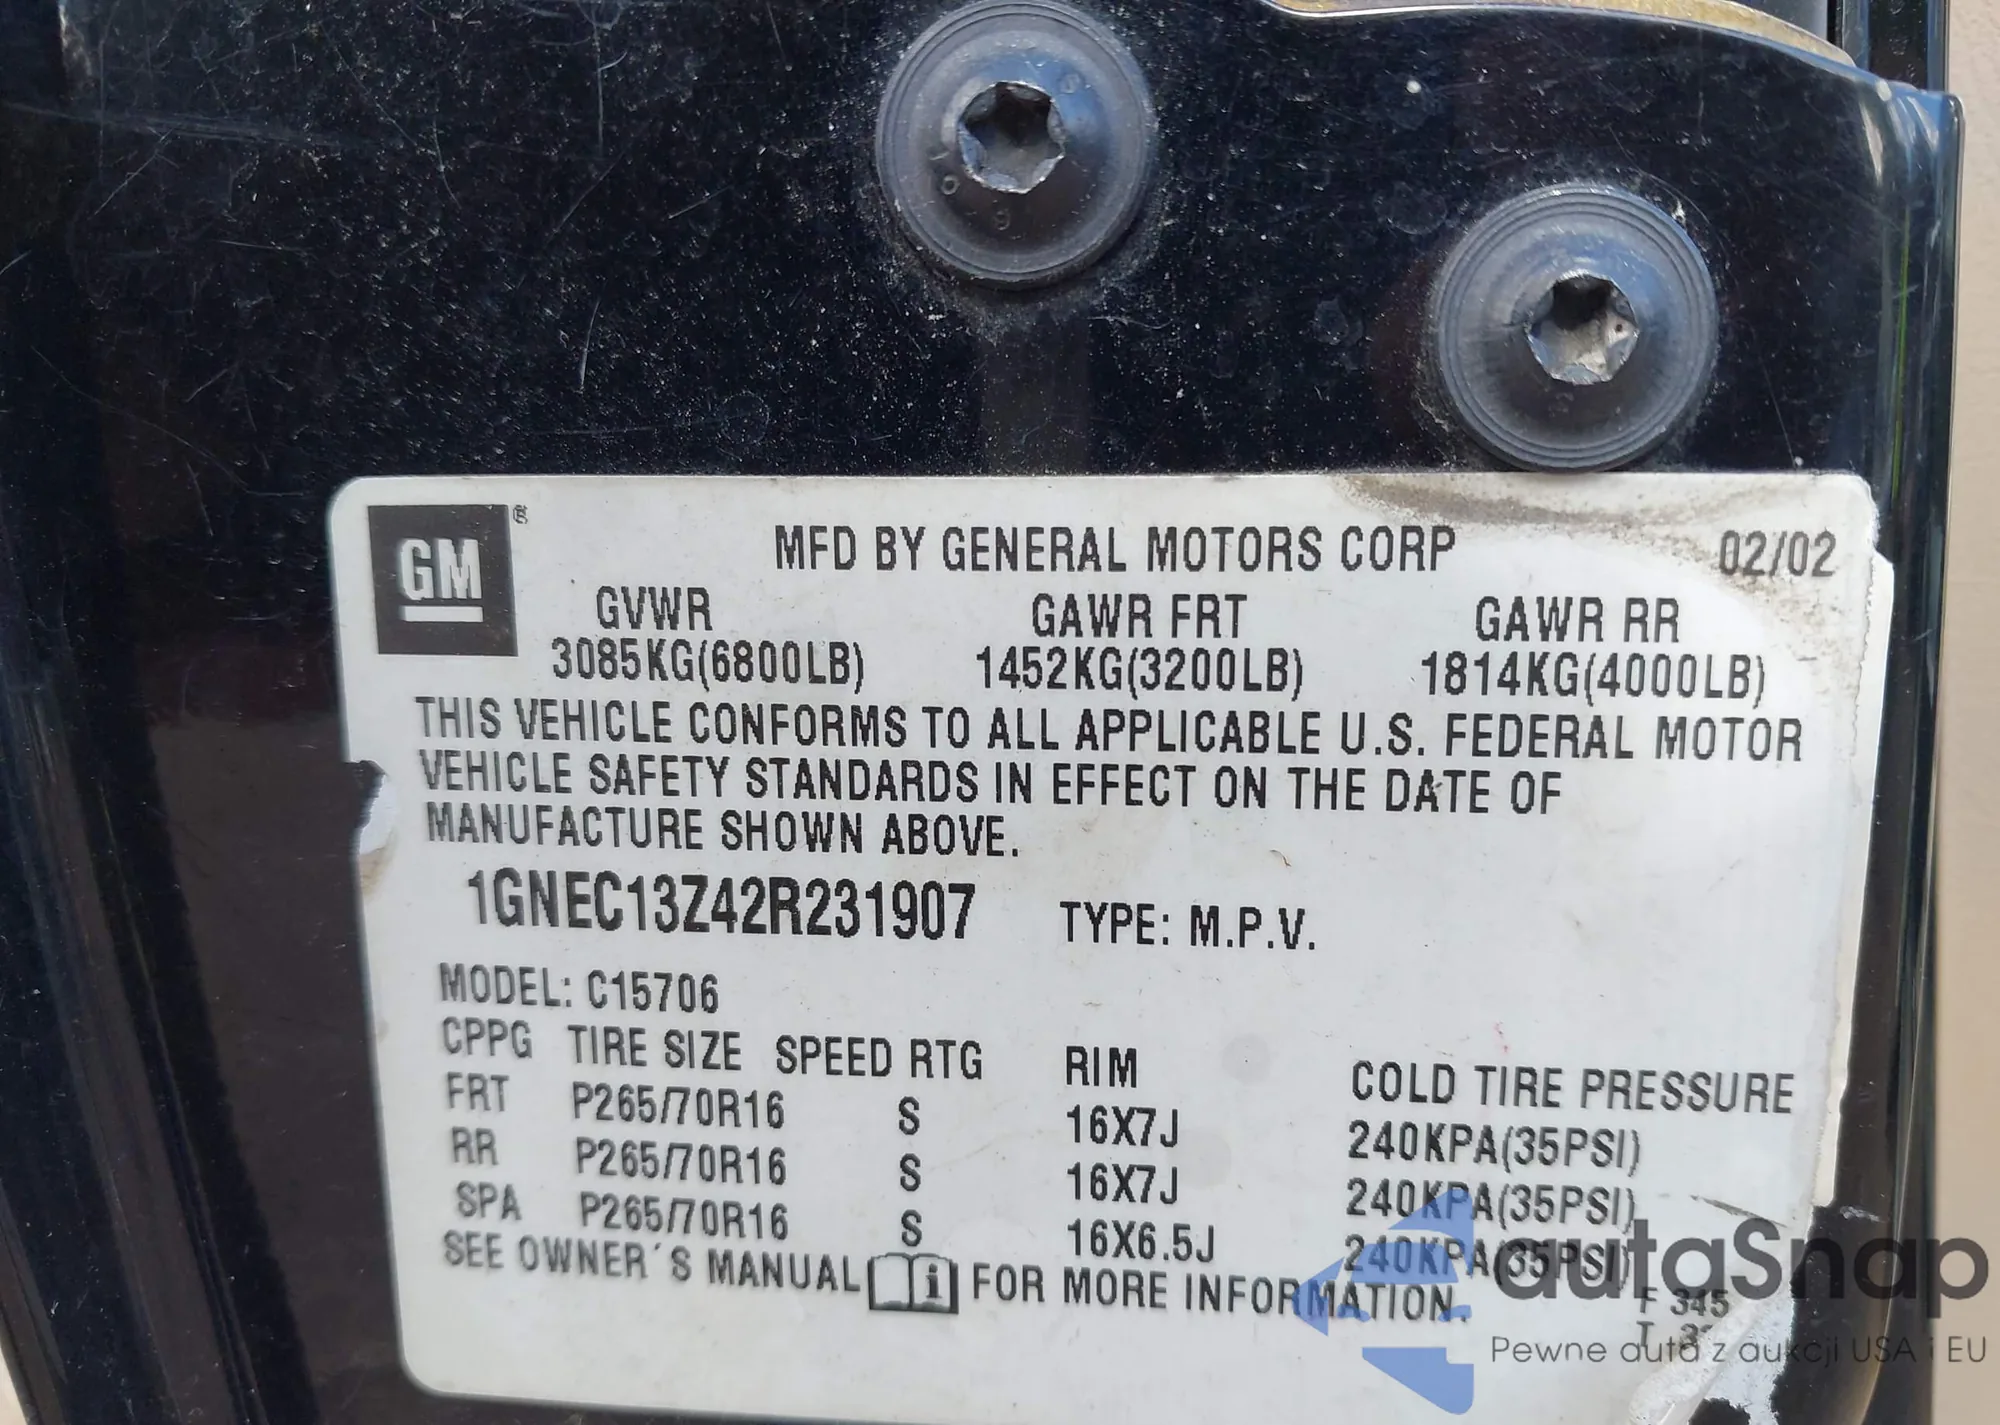 GM ®
MFD BY GENERAL MOTORS CORP 02/02
GVWR GAWR FRT GAWR RR
3085KG(6800LB) 1452KG(3200LB) 1814KG(4000LB)
THIS VEHICLE CONFORMS TO ALL APPLICABLE U.S. FEDERAL MOTOR
VEHICLE SAFETY STANDARDS IN EFFECT ON THE DATE OF
MANUFACTURE SHOWN ABOVE.
1GNEC13Z42R231907 TYPE: M.P.V.
MODEL: C15706
CPPG TIRE SIZE SPEED RTG RIM COLD TIRE PRESSURE
FRT P265/70R16 S 16X7J 240KPA(35PSI)
RR P265/70R16 S 16X7J 240KPA(35PSI)
SPA P265/70R16 S 16X6.5J 240KPA(35PSI)
SEE OWNER´S MANUAL i FOR MORE INFORMATION.
F 345
autaSnap
Pewne auta z aukcji USA i EU